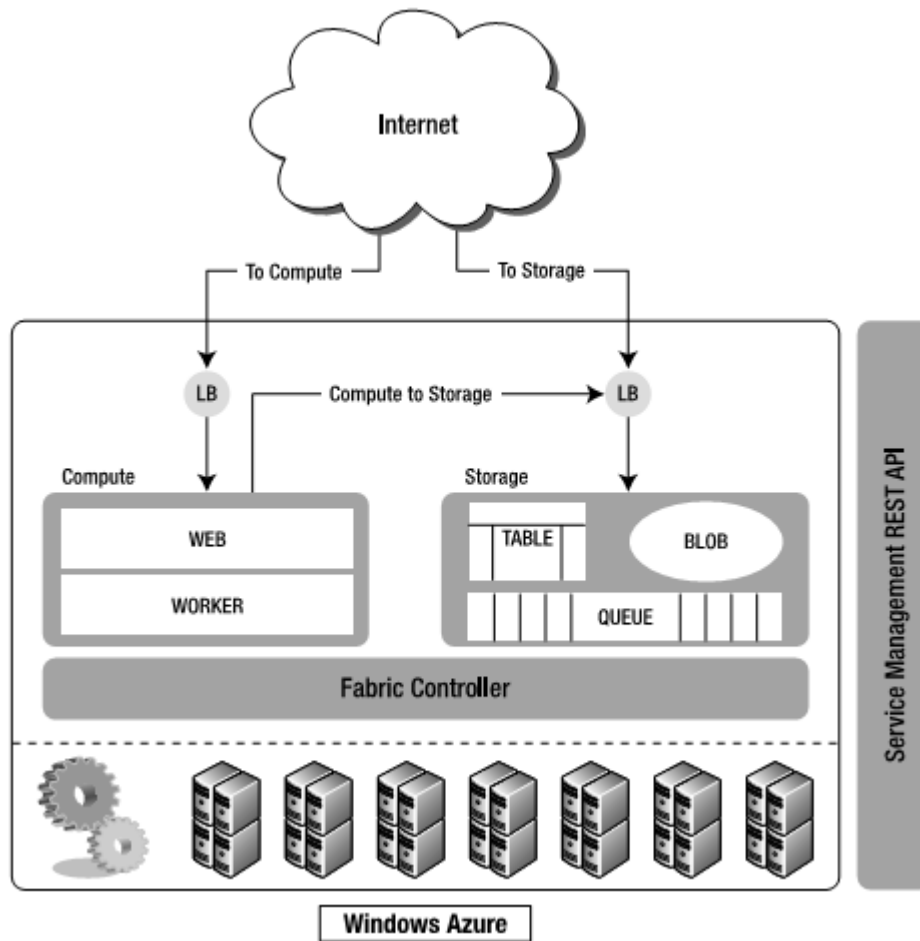 Internet
To Compute
To Storage
LB
Compute to Storage
LB
Compute
Storage
WEB
WORKER
TABLE
BLOB
QUEUE
Fabric Controller
Service Management REST API
Windows Azure